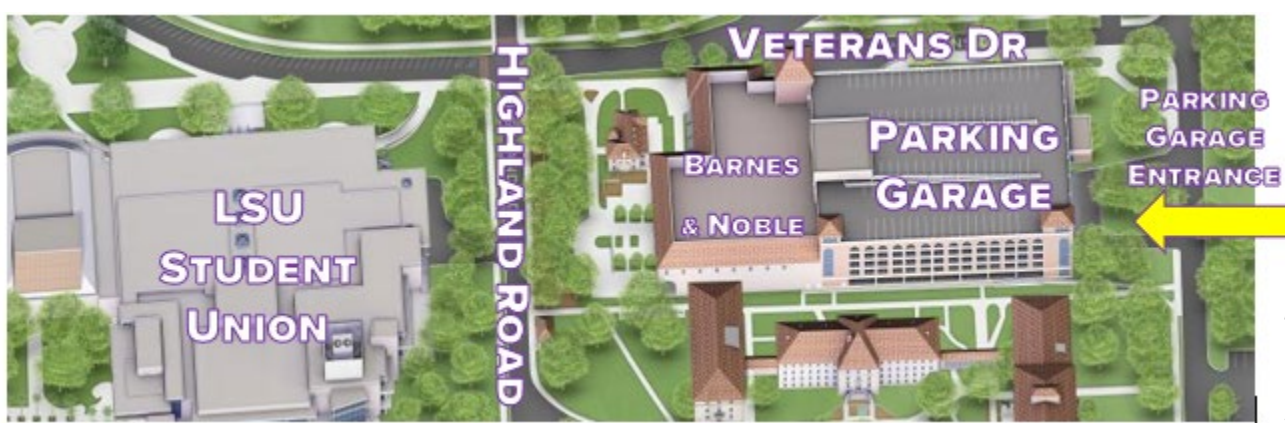 VETERANS DR
HIGHLAND ROAD
PARKING
GARAGE
ENTRANCE
PARKING
GARAGE
BARNES
& NOBLE
LSU
STUDENT
UNION